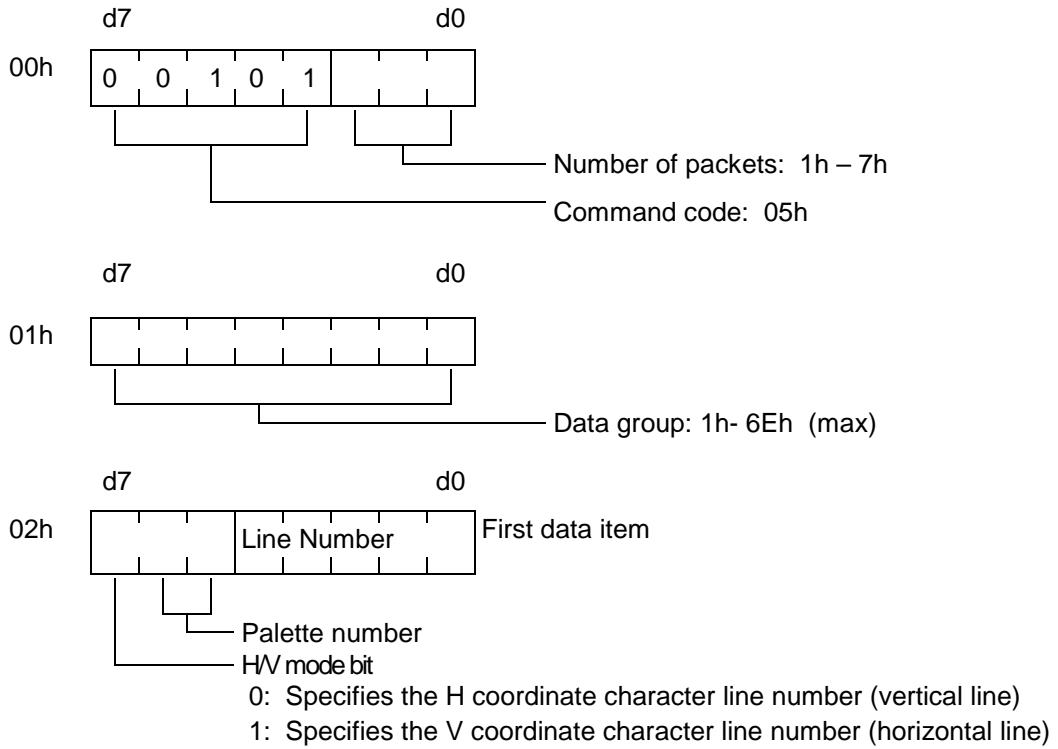 d7 d0
00h 0 0 1 0 1
Number of packets: 1h – 7h
Command code: 05h
d7 d0
01h
Data group: 1h- 6Eh (max)
d7 d0
02h Line Number First data item
Palette number
H/V mode bit
0: Specifies the H coordinate character line number (vertical line)
1: Specifies the V coordinate character line number (horizontal line)